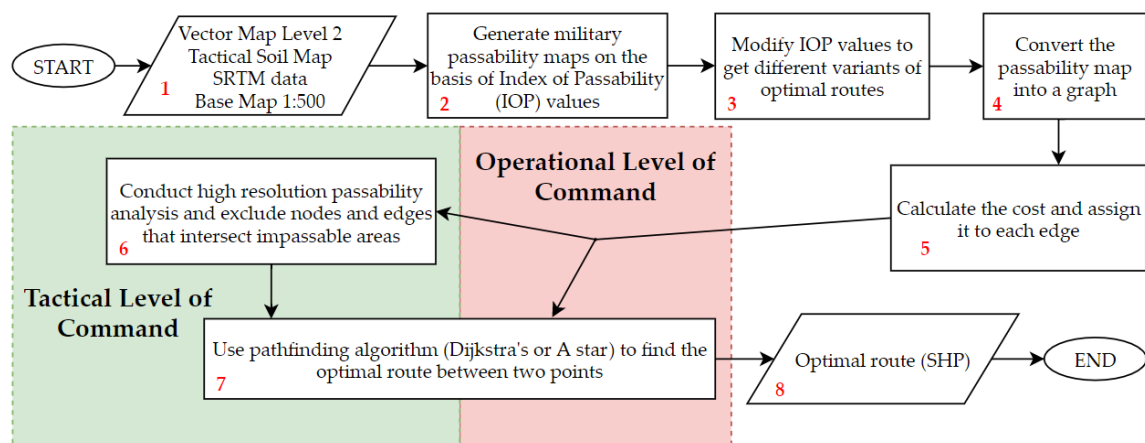 START
Vector Map Level 2
Tactical Soil Map
SRTM data
Base Map 1:500
1
Generate military
passability maps on the
basis of Index of Passability
(IOP) values
2
Modify IOP values to
get different variants of
optimal routes
3
Convert the
passability map
into a graph
4
Calculate the cost and assign
it to each edge
5
Operational Level of
Command
Conduct high resolution passability
analysis and exclude nodes and edges
that intersect impassable areas
6
Tactical Level of
Command
Use pathfinding algorithm (Dijkstra's or A star) to find the
optimal route between two points
7
Optimal route (SHP)
8
END